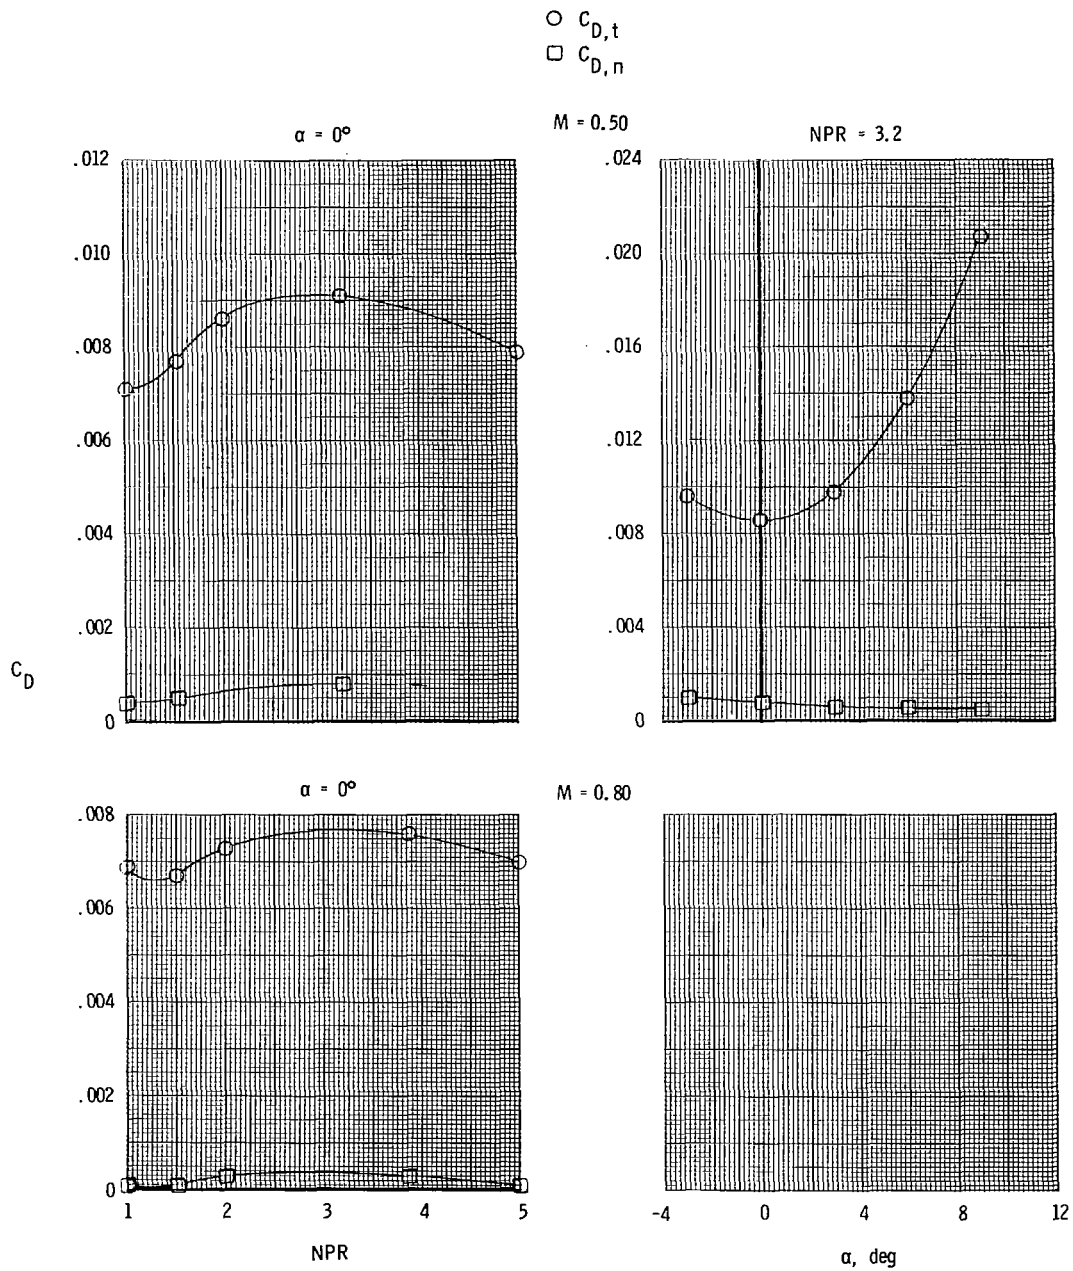 ○ C_D,t
□ C_D,n
M = 0.50
α = 0°
NPR = 3.2
.012
.010
.008
.006
.004
.002
0
.024
.020
.016
.012
.008
.004
0
C_D
α = 0°
M = 0.80
.008
.006
.004
.002
0
1 2 3 4 5
NPR
-4 0 4 8 12
α, deg